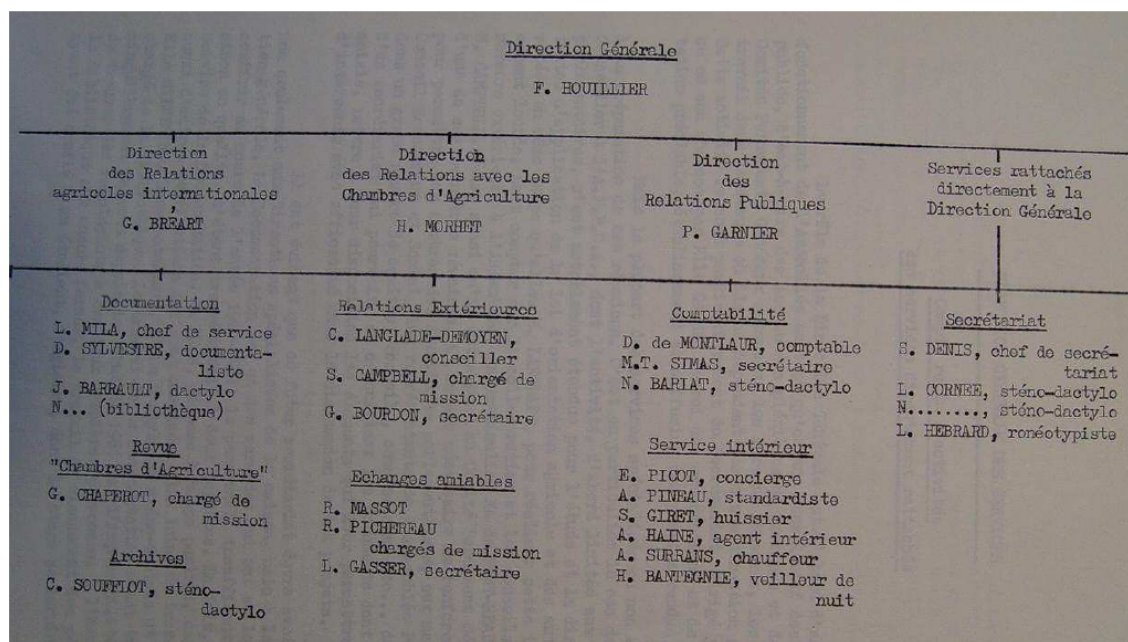 Direction Générale
F. HOUILLIER
Direction
des Relations
agricoles internationales
G. BREART
Direction
des Relations avec les
Chambres d'Agriculture
H. MORHET
Direction
des
Relations Publiques
P. GARNIER
Services rattachés
directement à la
Direction Générale
Documentation
L. MILA, chef de service
D. SYLVESTRE, documenta-
liste
J. BARRAULT, dactylo
N... (bibliothèque)
Revue
"Chambres d'Agriculture"
G. CHAPEROT, chargé de
mission
Archives
C. SOUFFLOT, sténo-
dactylo
Relations Extérieures
C. LANGLADE-DEMOYEN,
conseiller
S. CAMPBELL, chargé de
mission
G. BOURDON, secrétaire
Echanges amiables
R. MASSOT
R. PICHEREAU
chargés de mission
L. GASSER, secrétaire
Comptabilité
D. de MONTLAUR, comptable
M.T. SIMAS, secrétaire
N. BARIAT, sténo-dactylo
Service intérieur
E. PICOT, concierge
A. PINEAU, standardiste
S. GIRET, huissier
A. HAINE, agent intérieur
A. SURRANS, chauffeur
H. BANTEGNIE, veilleur de
nuit
Secrétariat
S. DENIS, chef de secré-
tariat
L. CORNEE, sténo-dactylo
N........, sténo-dactylo
L. HEBRARD, ronéotypiste